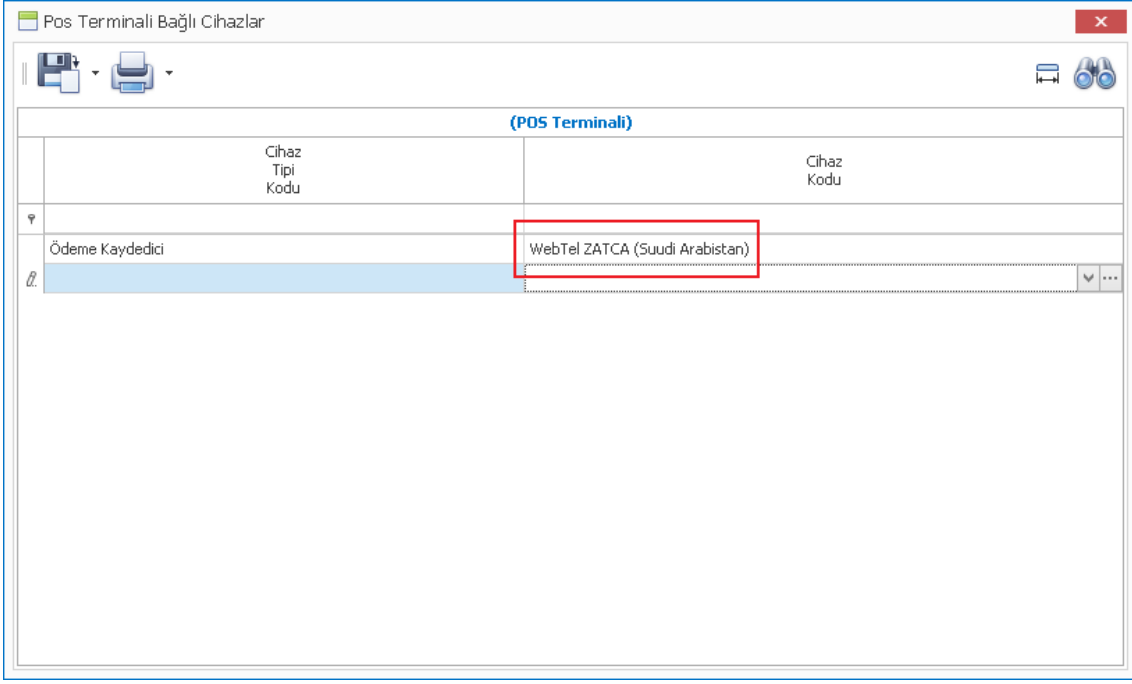 Pos Terminali Bağlı Cihazlar
(POS Terminali)
Cihaz
Tipi
Kodu
Cihaz
Kodu
Ödeme Kaydedici
WebTel ZATCA (Suudi Arabistan)